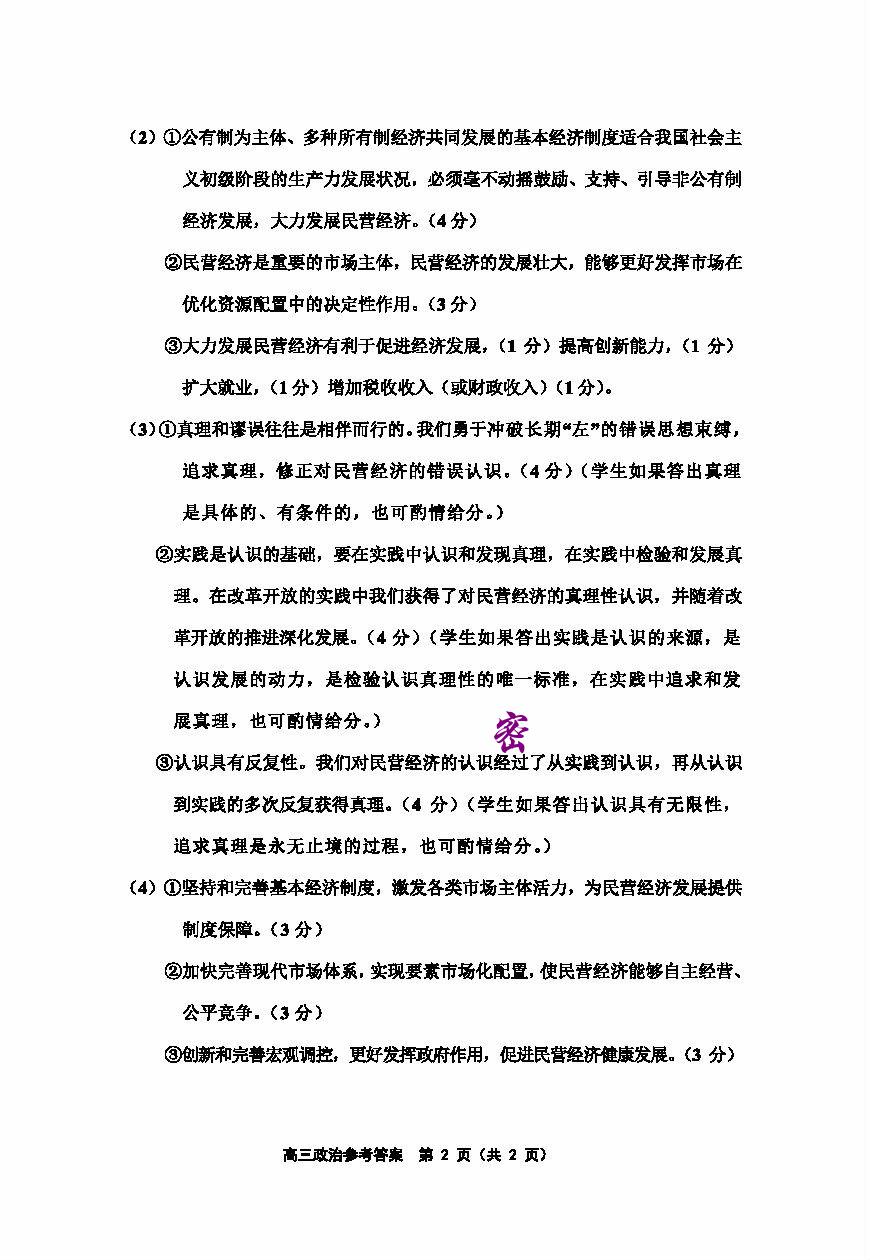 （2）①公有制为主体、多种所有制经济共同发展的基本经济制度适合我国社会主
义初级阶段的生产力发展状况，必须毫不动摇鼓励、支持、引导非公有制
经济发展，大力发展民营经济。（4 分）
②民营经济是重要的市场主体，民营经济的发展壮大，能够更好发挥市场在
优化资源配置中的决定性作用。（3 分）
③大力发展民营经济有利于促进经济发展，（1 分）提高创新能力，（1 分）
扩大就业，（1 分）增加税收收入（或财政收入）（1 分）。
（3）①真理和谬误往往是相伴而行的。我们勇于冲破长期“左”的错误思想束缚，
追求真理，修正对民营经济的错误认识。（4 分）（学生如果答出真理
是具体的、有条件的，也可酌情给分。）
②实践是认识的基础，要在实践中认识和发现真理，在实践中检验和发展真
理。在改革开放的实践中我们获得了对民营经济的真理性认识，并随着改
革开放的推进深化发展。（4 分）（学生如果答出实践是认识的来源，是
认识发展的动力，是检验认识真理性的唯一标准，在实践中追求和发
展真理，也可酌情给分。）
密
③认识具有反复性。我们对民营经济的认识经过了从实践到认识，再从认识
到实践的多次反复获得真理。（4 分）（学生如果答出认识具有无限性，
追求真理是永无止境的过程，也可酌情给分。）
（4）①坚持和完善基本经济制度，激发各类市场主体活力，为民营经济发展提供
制度保障。（3 分）
②加快完善现代市场体系，实现要素市场化配置，使民营经济能够自主经营、
公平竞争。（3 分）
③创新和完善宏观调控，更好发挥政府作用，促进民营经济健康发展。（3 分）
高三政治参考答案 第 2 页（共 2 页）